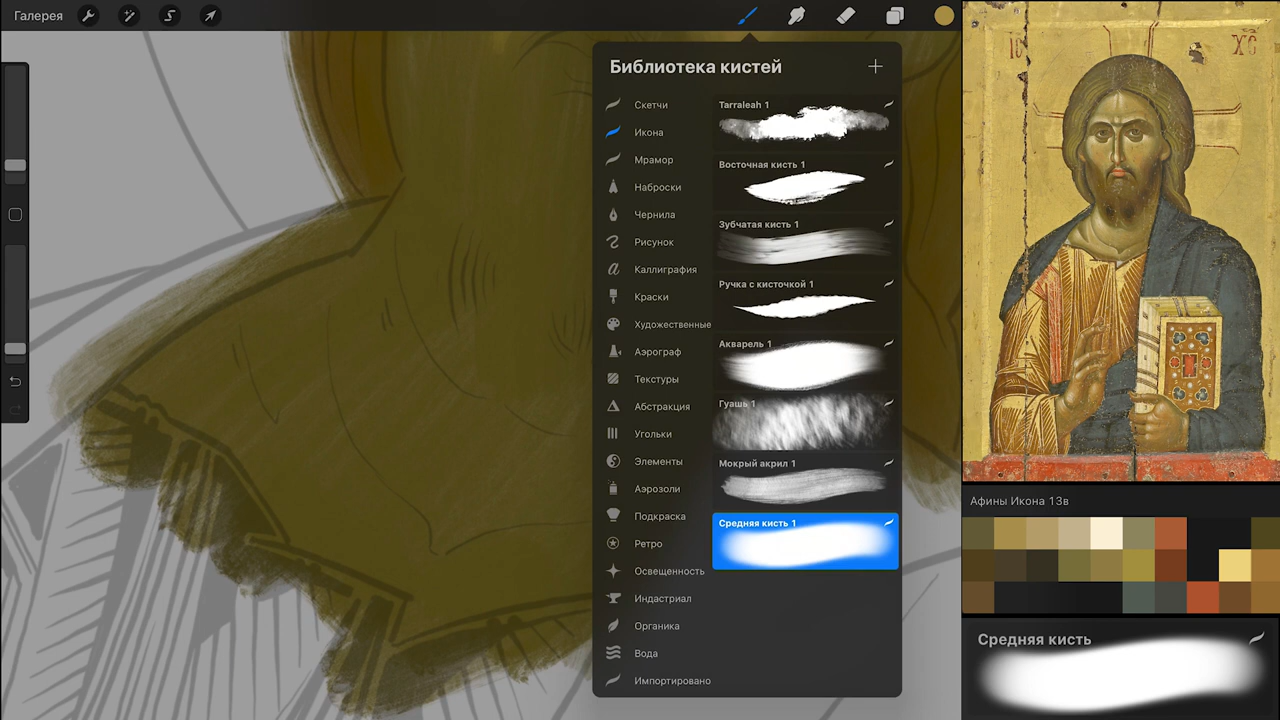 Галерея
Библиотека кистей
Скетчи
Икона
Мрамор
Наброски
Чернила
Рисунок
Каллиграфия
Краски
Художественные
Аэрограф
Текстуры
Абстракция
Угольки
Элементы
Аэрозоли
Подкраска
Ретро
Освещенность
Индастриал
Органика
Вода
Импортировано
Tarraleah 1
Восточная кисть 1
Зубчатая кисть 1
Ручка с кисточкой 1
Акварель 1
Гуашь 1
Мокрый акрил 1
Средняя кисть 1
IC
XC
Афины Икона 13в
Средняя кисть